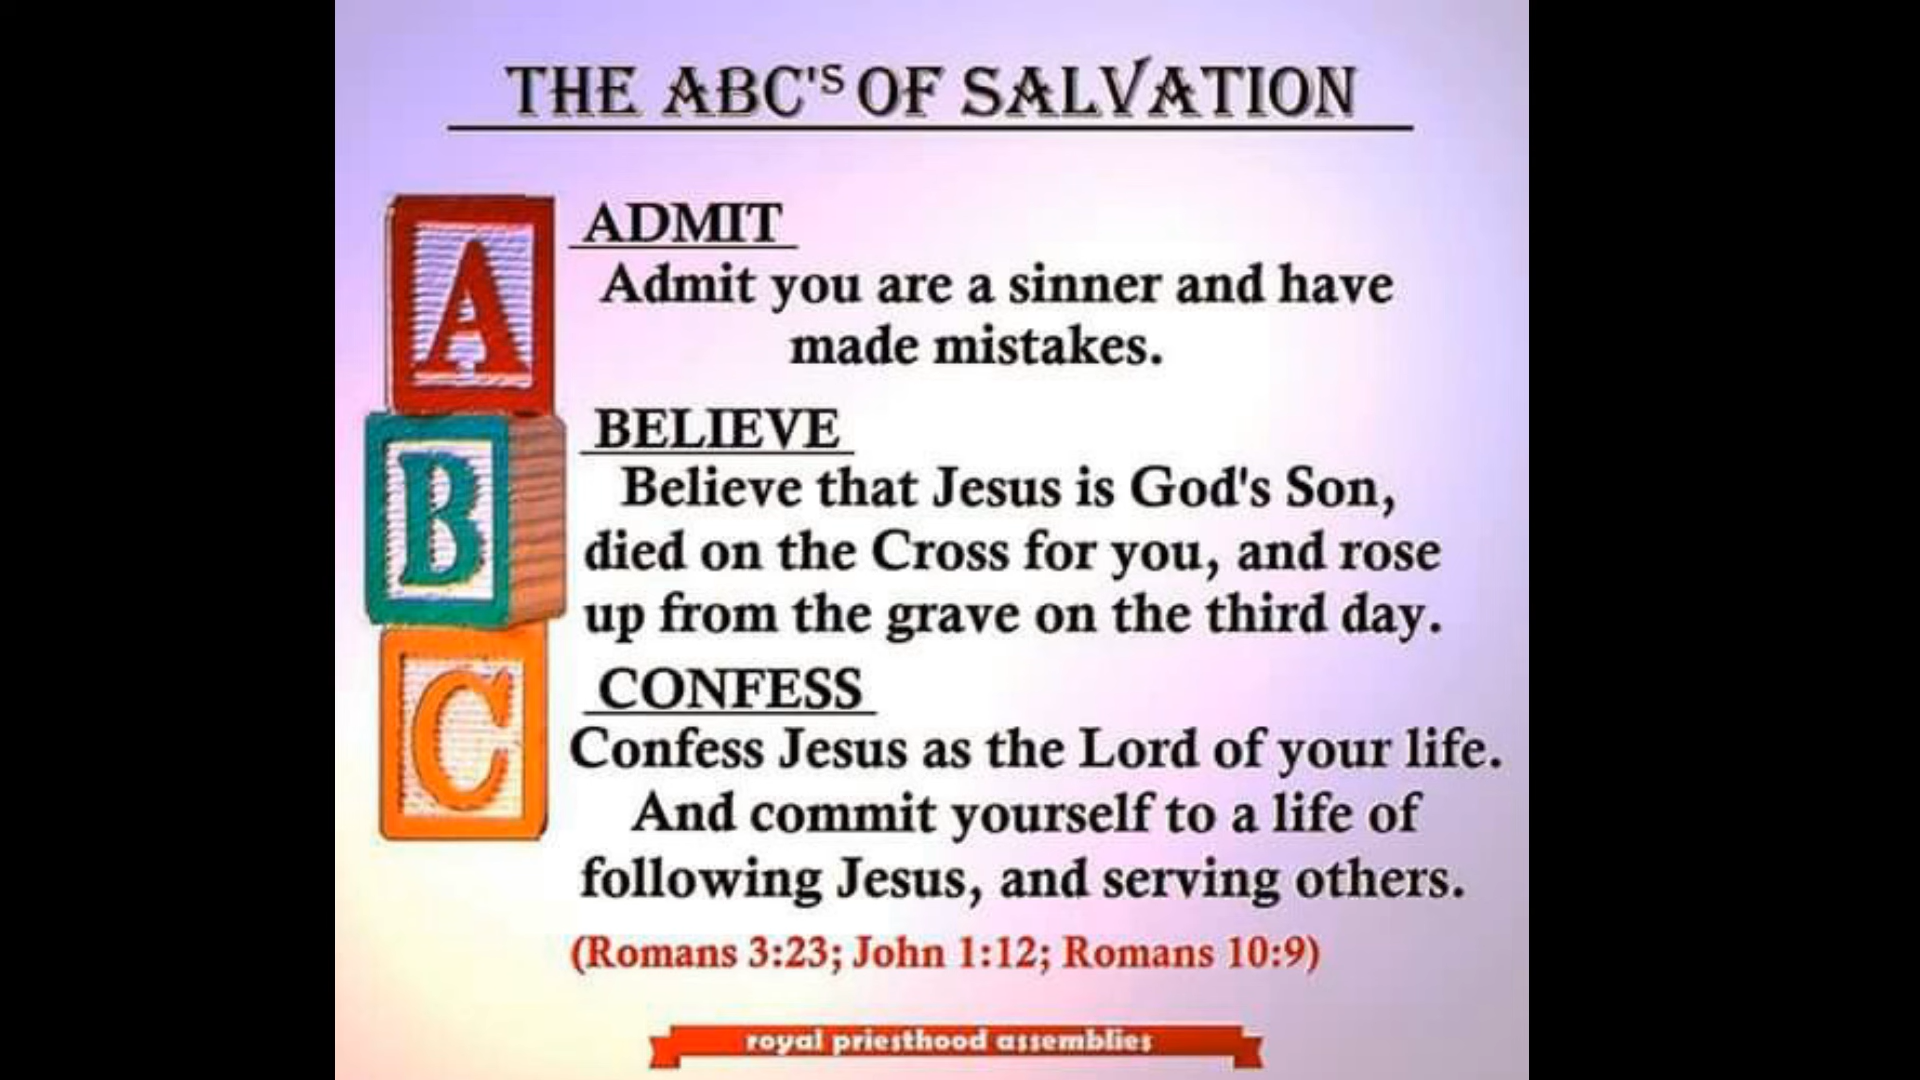 THE ABC'S OF SALVATION
A
ADMIT
Admit you are a sinner and have
made mistakes.
B
BELIEVE
Believe that Jesus is God's Son,
died on the Cross for you, and rose
up from the grave on the third day.
C
CONFESS
Confess Jesus as the Lord of your life.
And commit yourself to a life of
following Jesus, and serving others.
(Romans 3:23; John 1:12; Romans 10:9)
royal priesthood assemblies